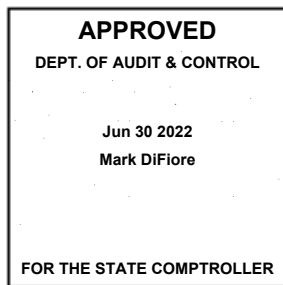 APPROVED
DEPT. OF AUDIT & CONTROL
Jun 30 2022
Mark DiFiore
FOR THE STATE COMPTROLLER